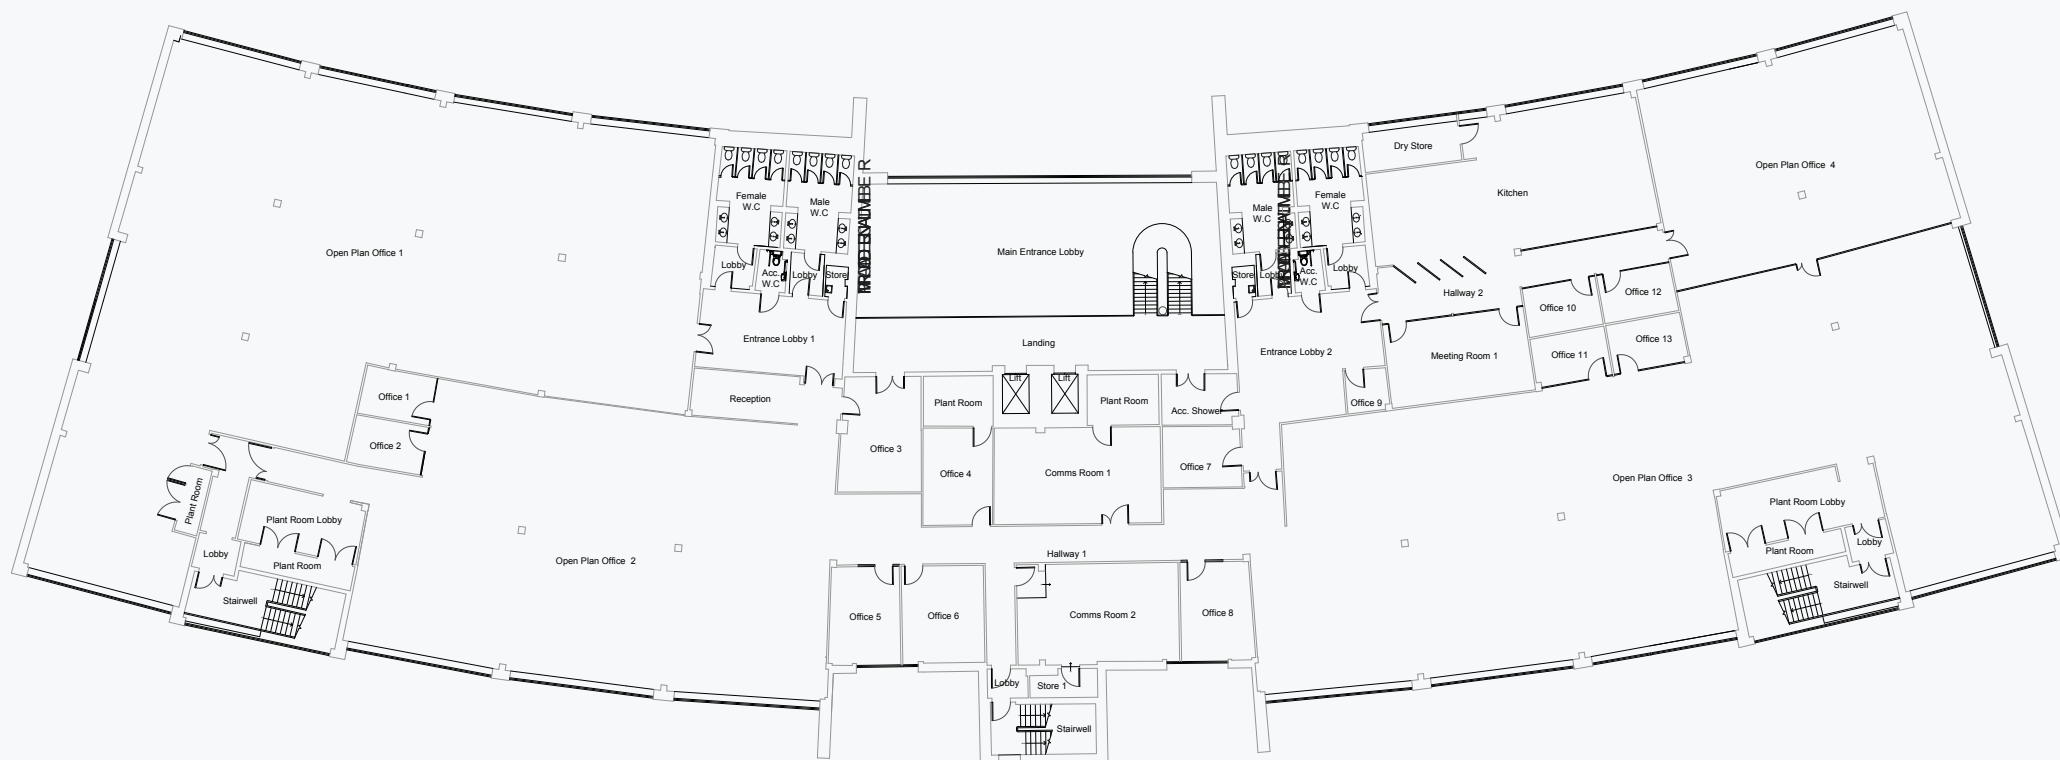 Open Plan Office 1
Female
W.C
Male
W.C
Lobby
Acc.
W.C
Lobby
Store
Entrance Lobby 1
Reception
Main Entrance Lobby
Landing
Male
W.C
Female
W.C
Store
Lobby
Acc.
W.C
Lobby
Entrance Lobby 2
Dry Store
Kitchen
Open Plan Office 4
Hallway 2
Office 10
Office 12
Office 11
Office 13
Meeting Room 1
Office 9
Office 1
Office 2
Office 3
Plant Room
Lift
Lift
Plant Room
Acc. Shower
Office 4
Comms Room 1
Office 7
Open Plan Office 3
Plant Room
Plant Room Lobby
Lobby
Plant Room
Stairwell
Open Plan Office 2
Hallway 1
Office 5
Office 6
Comms Room 2
Office 8
Lobby
Store 1
Stairwell
Plant Room Lobby
Plant Room
Lobby
Stairwell